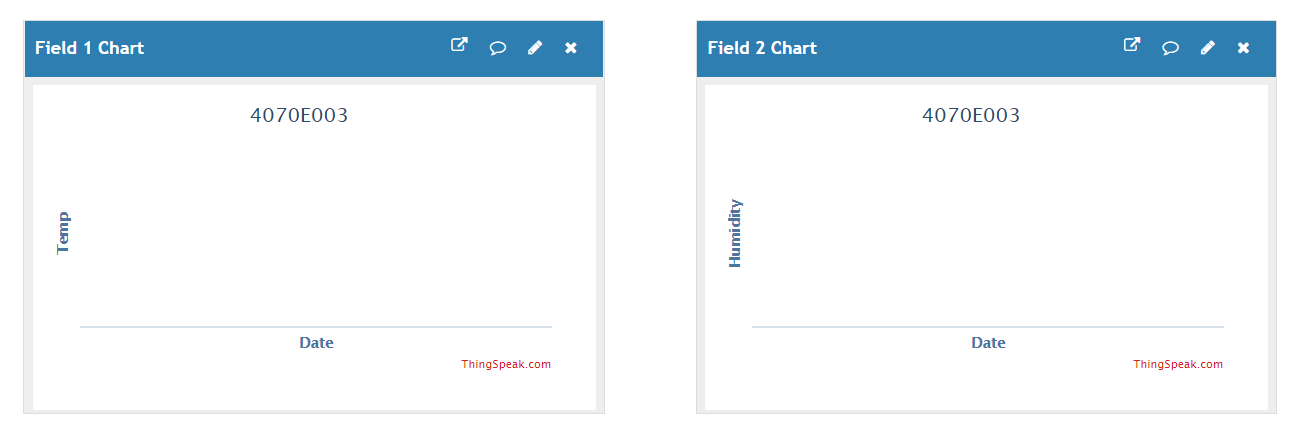 Field 1 Chart
4070E003
Temp
Date
ThingSpeak.com
Field 2 Chart
4070E003
Humidity
Date
ThingSpeak.com